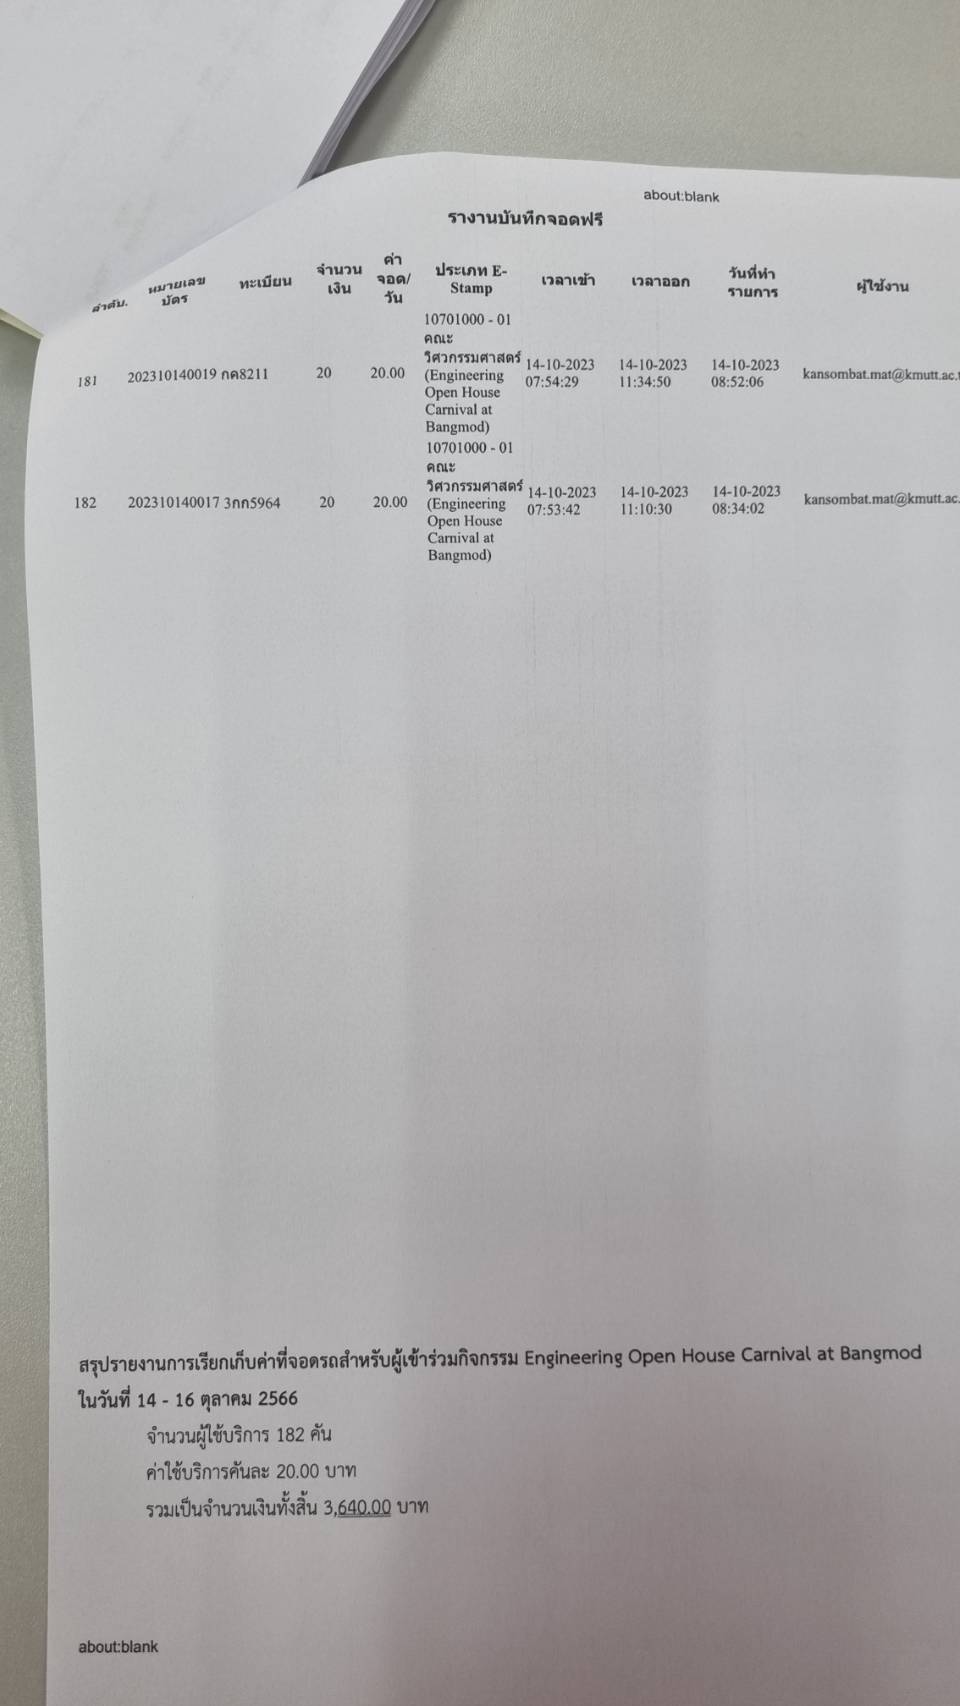 about:blank
รางานบันทึกจอดฟรี
ลำดับ. หมายเลขบัตร ทะเบียน จำนวนเงิน ค่าจอด/วัน ประเภท E-Stamp เวลาเข้า เวลาออก วันที่ทำรายการ ผู้ใช้งาน
10701000 - 01
คณะ
วิศวกรรมศาสตร์
181 202310140019 กค8211 20 20.00 (Engineering 14-10-2023 07:54:29 14-10-2023 11:34:50 14-10-2023 08:52:06 kansombat.mat@kmutt.ac.t
Open House
Carnival at
Bangmod)
10701000 - 01
คณะ
วิศวกรรมศาสตร์
182 202310140017 3กก5964 20 20.00 (Engineering 14-10-2023 07:53:42 14-10-2023 11:10:30 14-10-2023 08:34:02 kansombat.mat@kmutt.ac.
Open House
Carnival at
Bangmod)
สรุปรายงานการเรียกเก็บค่าที่จอดรถสำหรับผู้เข้าร่วมกิจกรรม Engineering Open House Carnival at Bangmod
ในวันที่ 14 - 16 ตุลาคม 2566
จำนวนผู้ใช้บริการ 182 คัน
ค่าใช้บริการคันละ 20.00 บาท
รวมเป็นจำนวนเงินทั้งสิ้น 3,640.00 บาท
about:blank